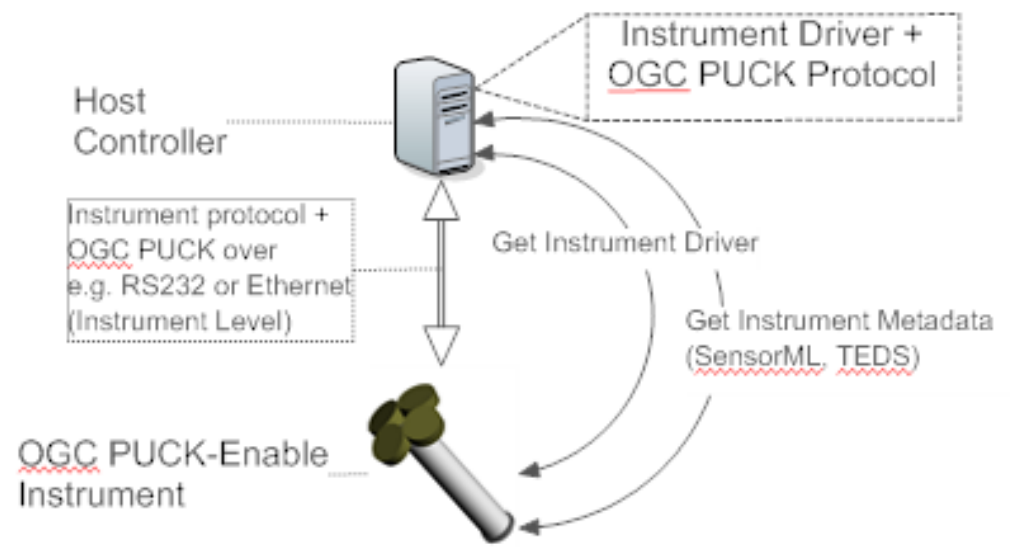 Instrument Driver +
OGC PUCK Protocol
Host
Controller
Instrument protocol +
OGC PUCK over
e.g. RS232 or Ethernet
(Instrument Level)
Get Instrument Driver
Get Instrument Metadata
(SensorML, TEDS)
OGC PUCK-Enable
Instrument